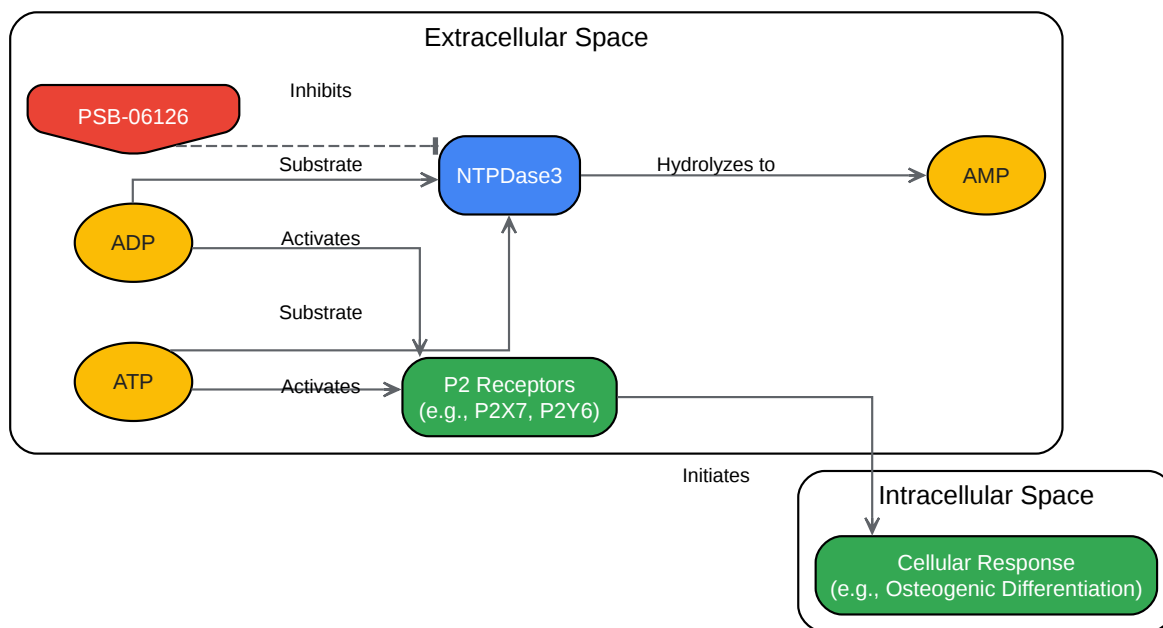 Extracellular Space
Inhibits
PSB-06126
Substrate
NTPDase3
Hydrolyzes to
AMP
ADP
Activates
Substrate
ATP
Activates
P2 Receptors
(e.g., P2X7, P2Y6)
Initiates
Intracellular Space
Cellular Response
(e.g., Osteogenic Differentiation)